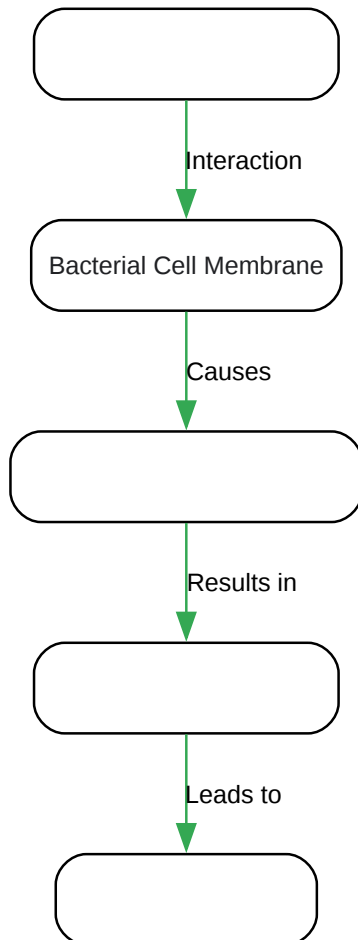 Interaction
Bacterial Cell Membrane
Causes
Results in
Leads to